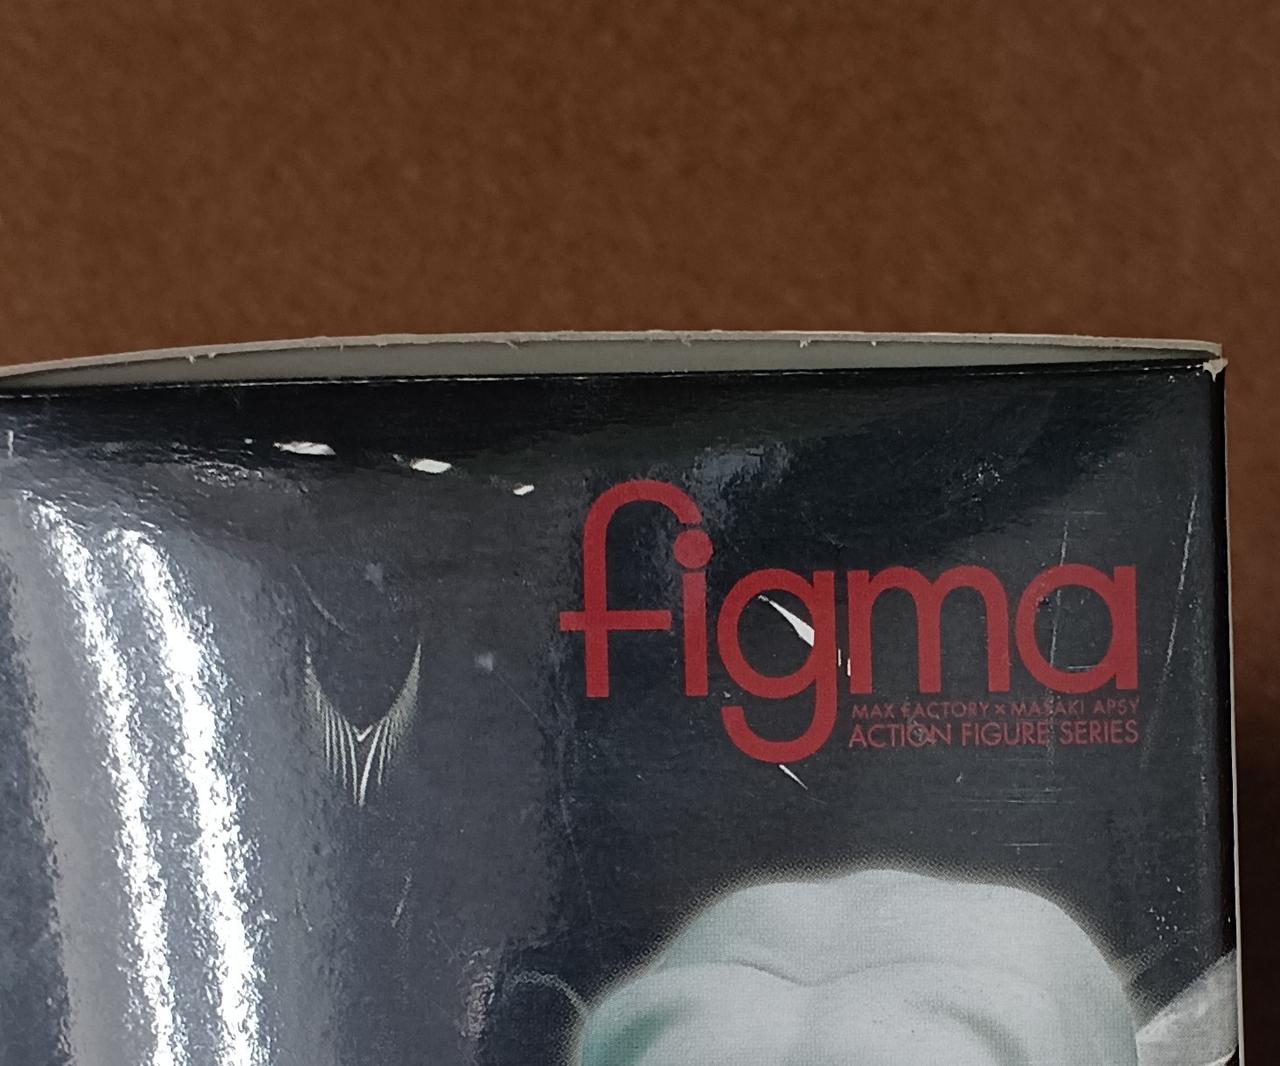 figma
MAX FACTORY × MASAKI APSY
ACTION FIGURE SERIES